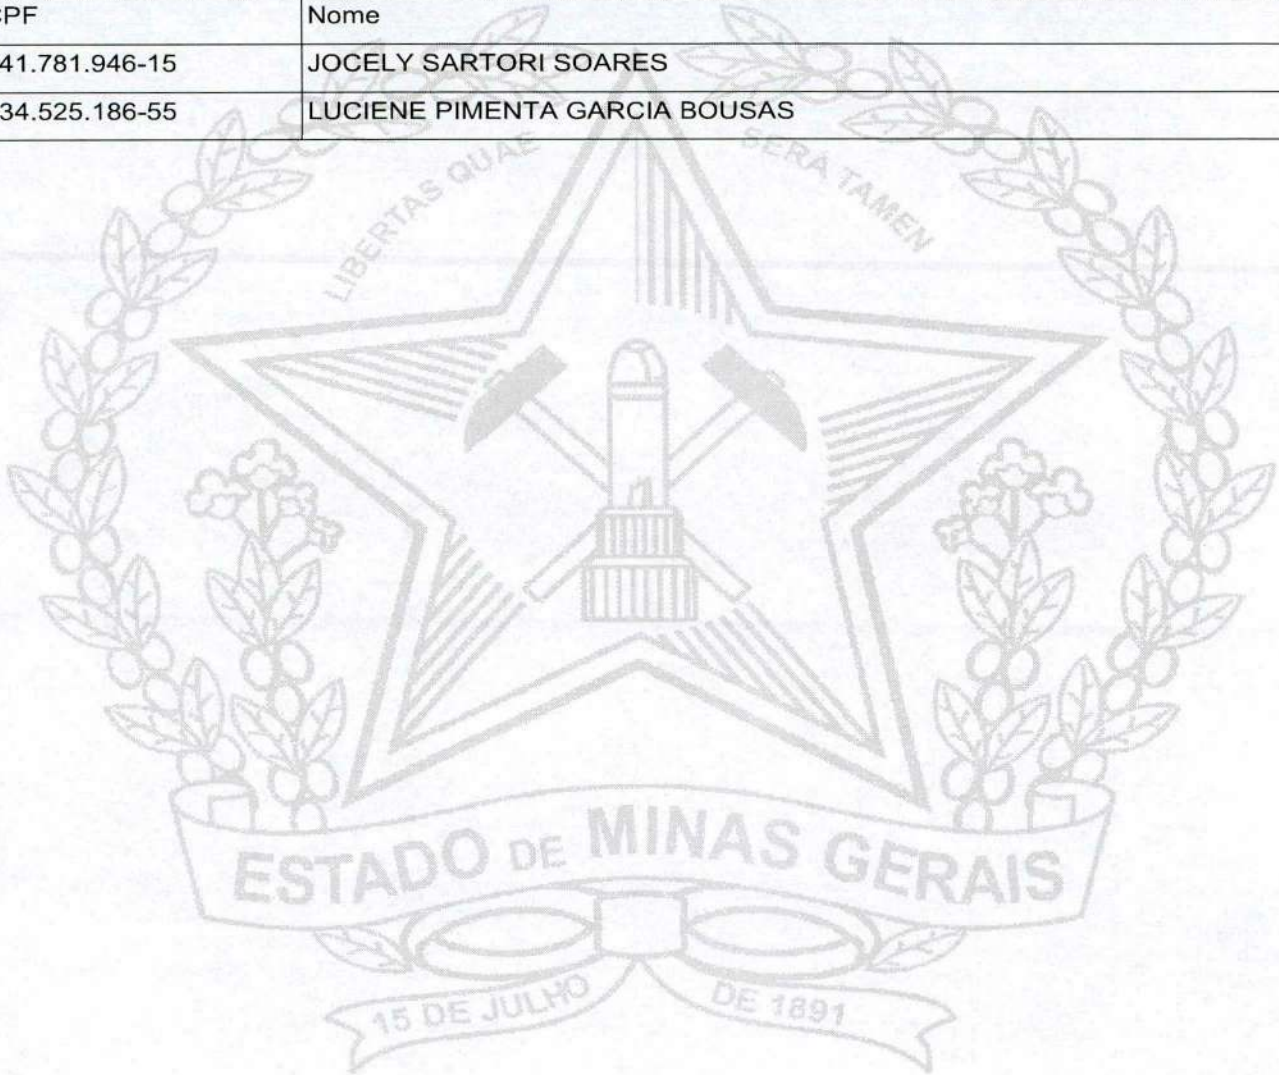 CPF Nome
41.781.946-15 JOCELY SARTORI SOARES
34.525.186-55 LUCIENE PIMENTA GARCIA BOUSAS
LIBERTAS QUAE SERA TAMEN
ESTADO DE MINAS GERAIS
15 DE JULHO DE 1891